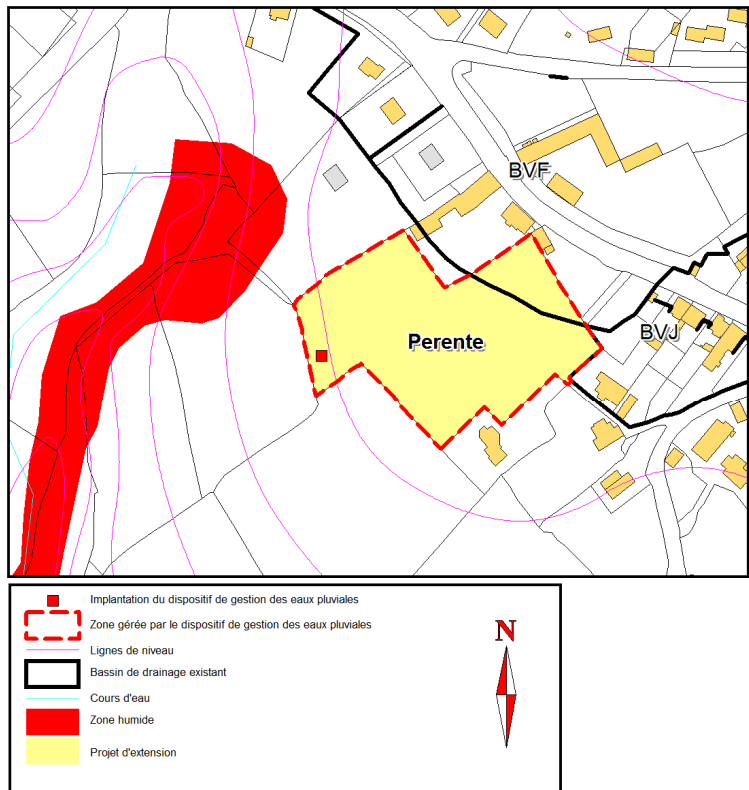 BVF
BVJ
Perente
Implantation du dispositif de gestion des eaux pluviales
Zone gérée par le dispositif de gestion des eaux pluviales
Lignes de niveau
Bassin de drainage existant
Cours d'eau
Zone humide
Projet d'extension
N